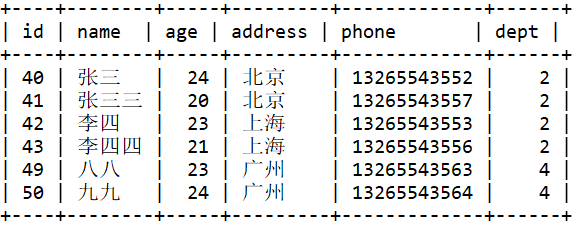 +----+--------+-----+---------+-------------+------+
| id | name | age | address | phone | dept |
+----+--------+-----+---------+-------------+------+
| 40 | 张三 | 24 | 北京 | 13265543552 | 2 |
| 41 | 张三三 | 20 | 北京 | 13265543557 | 2 |
| 42 | 李四 | 23 | 上海 | 13265543553 | 2 |
| 43 | 李四四 | 21 | 上海 | 13265543556 | 2 |
| 49 | 八八 | 23 | 广州 | 13265543563 | 4 |
| 50 | 九九 | 24 | 广州 | 13265543564 | 4 |
+----+--------+-----+---------+-------------+------+